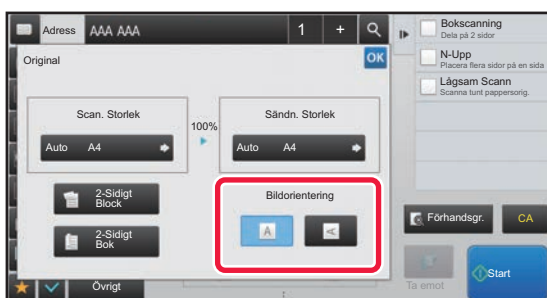 Adress AAA AAA 1 +
Original OK
Scan. Storlek
Auto A4
100%
Sändn. Storlek
Auto A4
2-Sidigt
Block
2-Sidigt
Bok
Bildorientering
A A
Övrigt
Bokscanning
Dela på 2 sidor
N-Upp
Placera flera sidor på en sida
Lågsam Scann
Scanna tunt pappersorig.
Förhandsgr. CA
Ta emot
Start